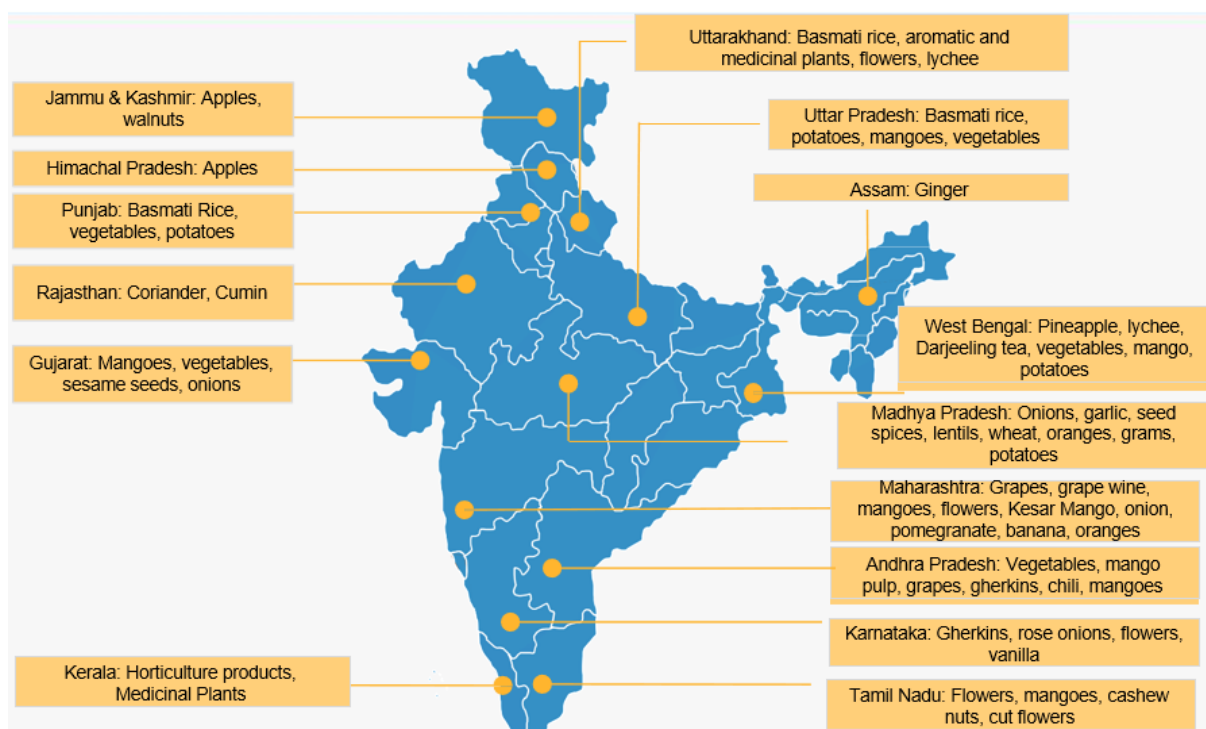 Uttarakhand: Basmati rice, aromatic and
medicinal plants, flowers, lychee
Jammu & Kashmir: Apples,
walnuts
Uttar Pradesh: Basmati rice,
potatoes, mangoes, vegetables
Himachal Pradesh: Apples
Assam: Ginger
Punjab: Basmati Rice,
vegetables, potatoes
Rajasthan: Coriander, Cumin
West Bengal: Pineapple, lychee,
Darjeeling tea, vegetables, mango,
potatoes
Gujarat: Mangoes, vegetables,
sesame seeds, onions
Madhya Pradesh: Onions, garlic, seed
spices, lentils, wheat, oranges, grams,
potatoes
Maharashtra: Grapes, grape wine,
mangoes, flowers, Kesar Mango, onion,
pomegranate, banana, oranges
Andhra Pradesh: Vegetables, mango
pulp, grapes, gherkins, chili, mangoes
Karnataka: Gherkins, rose onions, flowers,
vanilla
Kerala: Horticulture products,
Medicinal Plants
Tamil Nadu: Flowers, mangoes, cashew
nuts, cut flowers